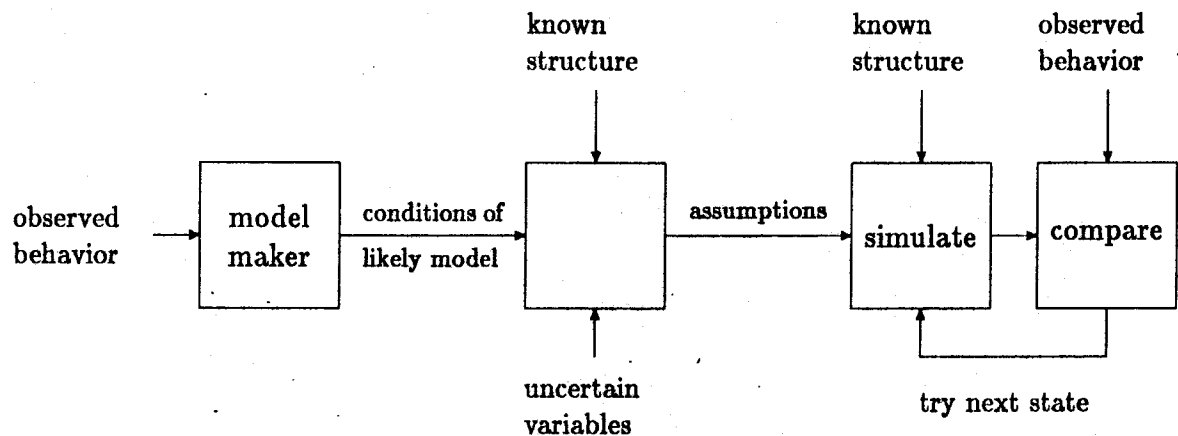 known
structure
known
structure
observed
behavior
observed
behavior
model
maker
conditions of
likely model
assumptions
simulate
compare
uncertain
variables
try next state